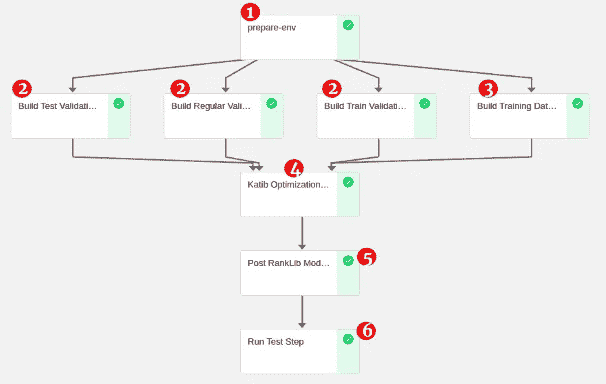 1
prepare-env
2
2
2
3
Build Test Validati...
Build Regular Vali...
Build Train Validati...
Build Training Dat...
4
Katib Optimization...
5
Post RankLib Mod...
6
Run Test Step